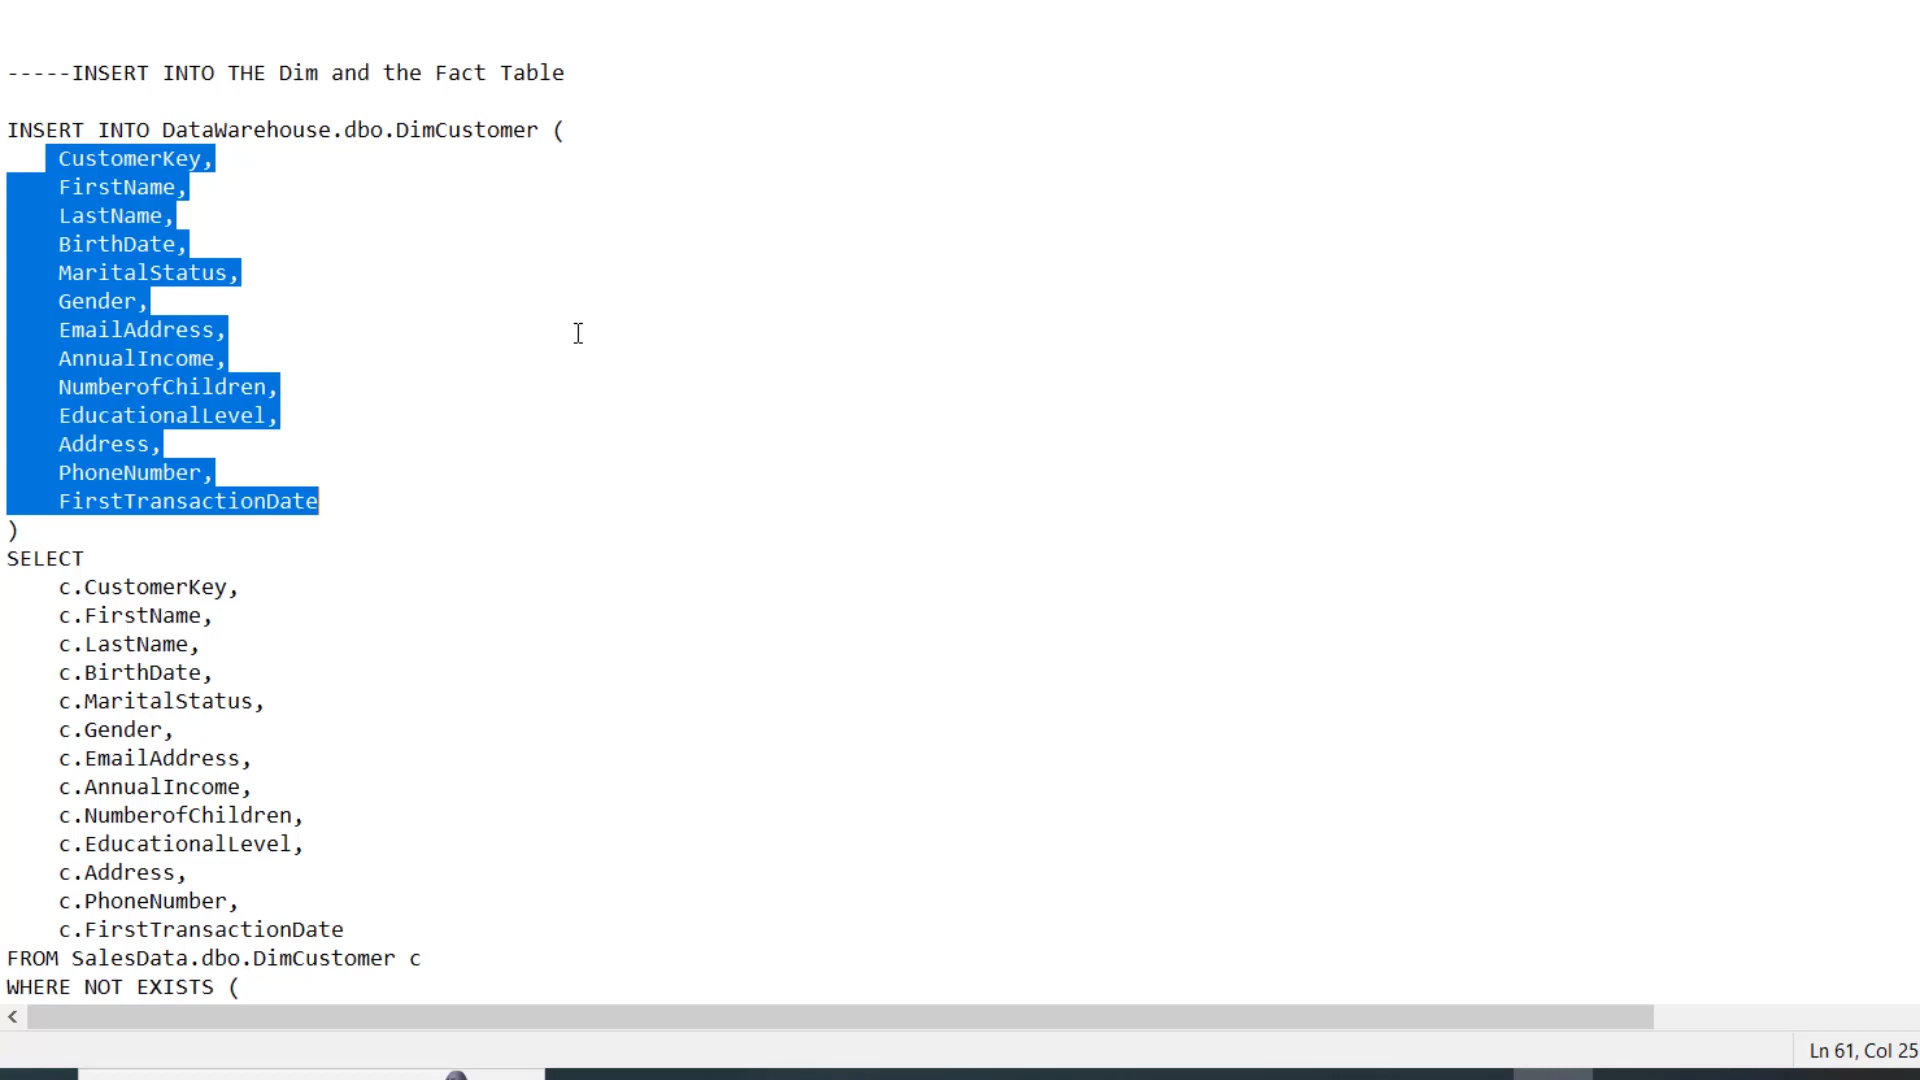 -----INSERT INTO THE Dim and the Fact Table
INSERT INTO DataWarehouse.dbo.DimCustomer (
CustomerKey,
FirstName,
LastName,
BirthDate,
MaritalStatus,
Gender,
EmailAddress,
AnnualIncome,
NumberofChildren,
EducationalLevel,
Address,
PhoneNumber,
FirstTransactionDate
)
SELECT
c.CustomerKey,
c.FirstName,
c.LastName,
c.BirthDate,
c.MaritalStatus,
c.Gender,
c.EmailAddress,
c.AnnualIncome,
c.NumberofChildren,
c.EducationalLevel,
c.Address,
c.PhoneNumber,
c.FirstTransactionDate
FROM SalesData.dbo.DimCustomer c
WHERE NOT EXISTS (
Ln 61, Col 25